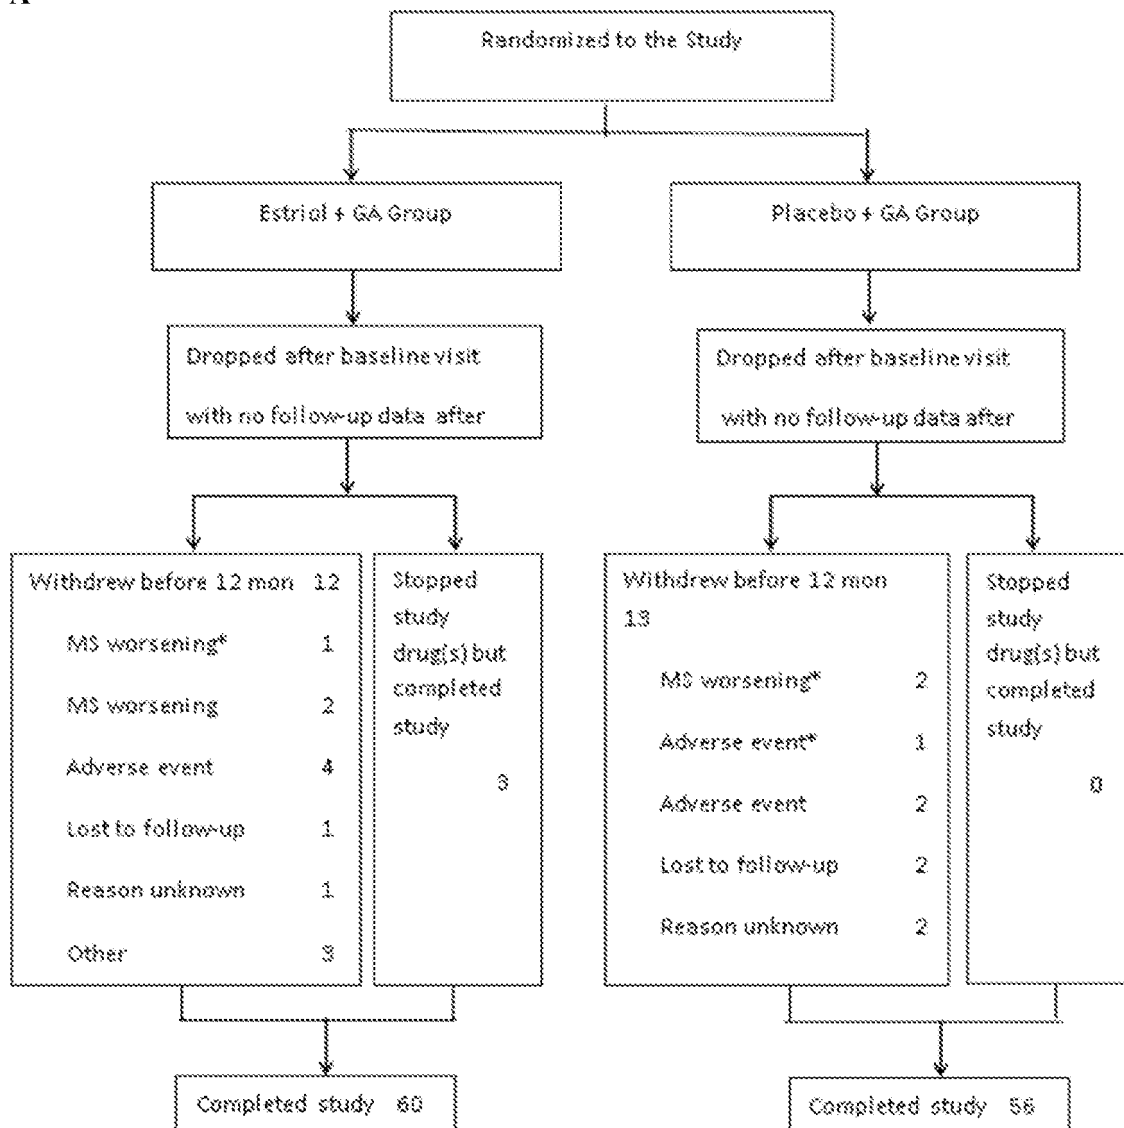 A
Randomized to the Study
Estriol + GA Group
Placebo + GA Group
Dropped after baseline visit
with no follow-up data after
Dropped after baseline visit
with no follow-up data after
Withdrew before 12 mon 12
MS worsening* 1
MS worsening 2
Adverse event 4
Lost to follow-up 1
Reason unknown 1
Other 3
Stopped
study
drug(s) but
completed
study
3
Withdrew before 12 mon
13
MS worsening* 2
Adverse event* 1
Adverse event 2
Lost to follow-up 2
Reason unknown 2
Stopped
study
drug(s) but
completed
study
0
Completed study 60
Completed study 56